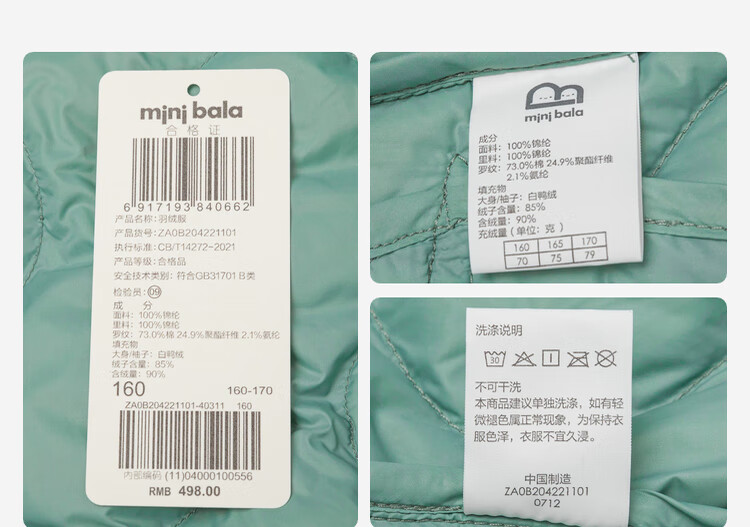 mini bala
合格证
6 917193 840662
产品名称:羽绒服
产品货号:ZA0B204221101
执行标准:GB/T14272-2021
产品等级:合格品
安全技术类别:符合GB31701 B类
检验员:09
成 分
面料:100%锦纶
里料:100%锦纶
罗纹:73.0%棉 24.9%聚酯纤维 2.1%氨纶
填充物
大身/袖子:白鸭绒
绒子含量:85%
含绒量:90%
160 160-170
ZA0B204221101-40311 160
内部编码 (11)04000100556
RMB 498.00
mini bala
成分
面料:100%锦纶
里料:100%锦纶
罗纹:73.0%棉 24.9%聚酯纤维
2.1%氨纶
填充物
大身/袖子:白鸭绒
绒子含量:85%
含绒量:90%
充绒量(单位:克)
160 165 170
70 75 79
洗涤说明
30
不可干洗
本商品建议单独洗涤,如有轻
微褪色属正常现象,为保持衣
服色泽,衣服不宜久浸。
中国制造
ZA0B204221101
0712